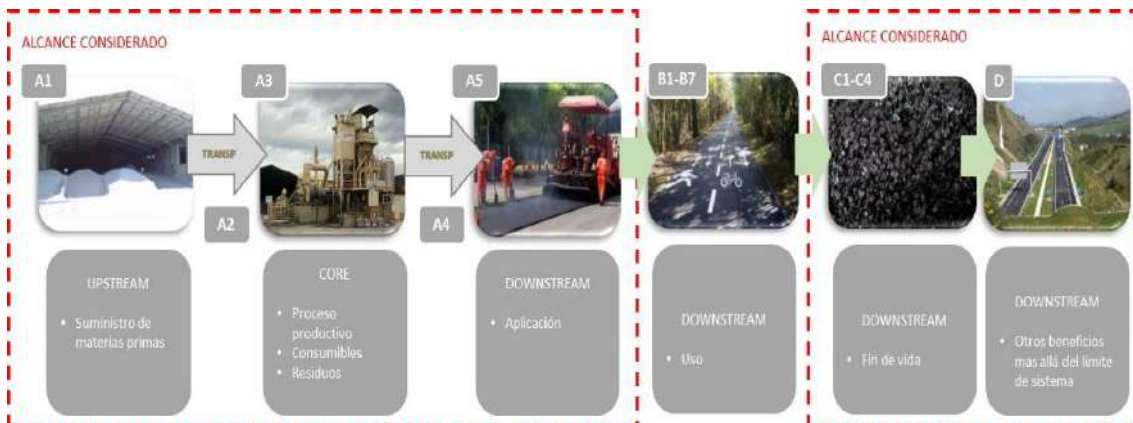 ALCANCE CONSIDERADO
A1
TRANSP
A2
A3
TRANSP
A4
A5
B1-B7
ALCANCE CONSIDERADO
C1-C4
D
UPSTREAM
• Suministro de
materias primas
CORE
• Proceso
productivo
• Consumibles
• Residuos
DOWNSTREAM
• Aplicación
DOWNSTREAM
• Uso
DOWNSTREAM
• Fin de vida
DOWNSTREAM
• Otros beneficios
mas allá del límite
de sistema